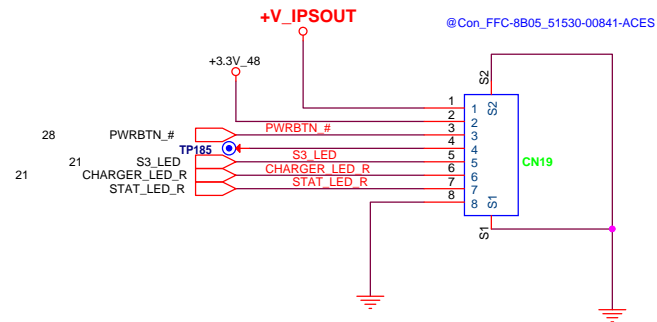 +V_IPSOUT
@Con_FFC-8B05_51530-00841-ACES
+3.3V_48
S2
S2
1 1
2 2
28 PWRBTN_# PWRBTN_# 3 3
TP185 4 4
21 S3_LED S3_LED 5 5
CN19
21 CHARGER_LED_R CHARGER_LED_R 6 6
STAT_LED_R STAT_LED_R 7 7
8 8
S1
S1